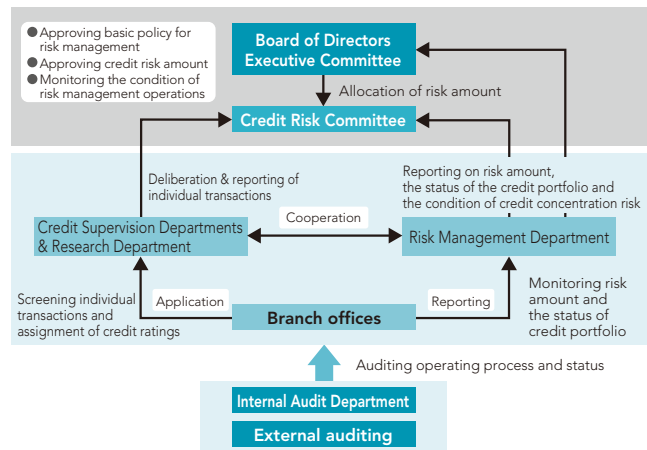 ● Approving basic policy for
risk management
● Approving credit risk amount
● Monitoring the condition of
risk management operations
Board of Directors
Executive Committee
Allocation of risk amount
Credit Risk Committee
Deliberation & reporting of
individual transactions
Reporting on risk amount,
the status of the credit portfolio and
the condition of credit concentration risk
Cooperation
Credit Supervision Departments
& Research Department
Risk Management Department
Screening individual
transactions and
assignment of credit ratings
Application
Branch offices
Reporting
Monitoring risk
amount and
the status of
credit portfolio
Auditing operating process and status
Internal Audit Department
External auditing